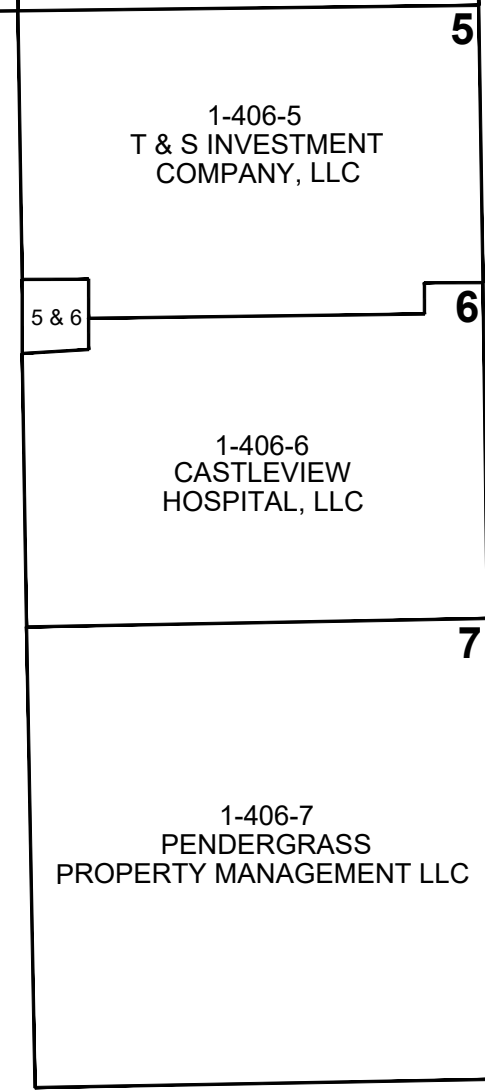 5
1-406-5
T & S INVESTMENT
COMPANY, LLC
5 & 6
6
1-406-6
CASTLEVIEW
HOSPITAL, LLC
7
1-406-7
PENDERGRASS
PROPERTY MANAGEMENT LLC